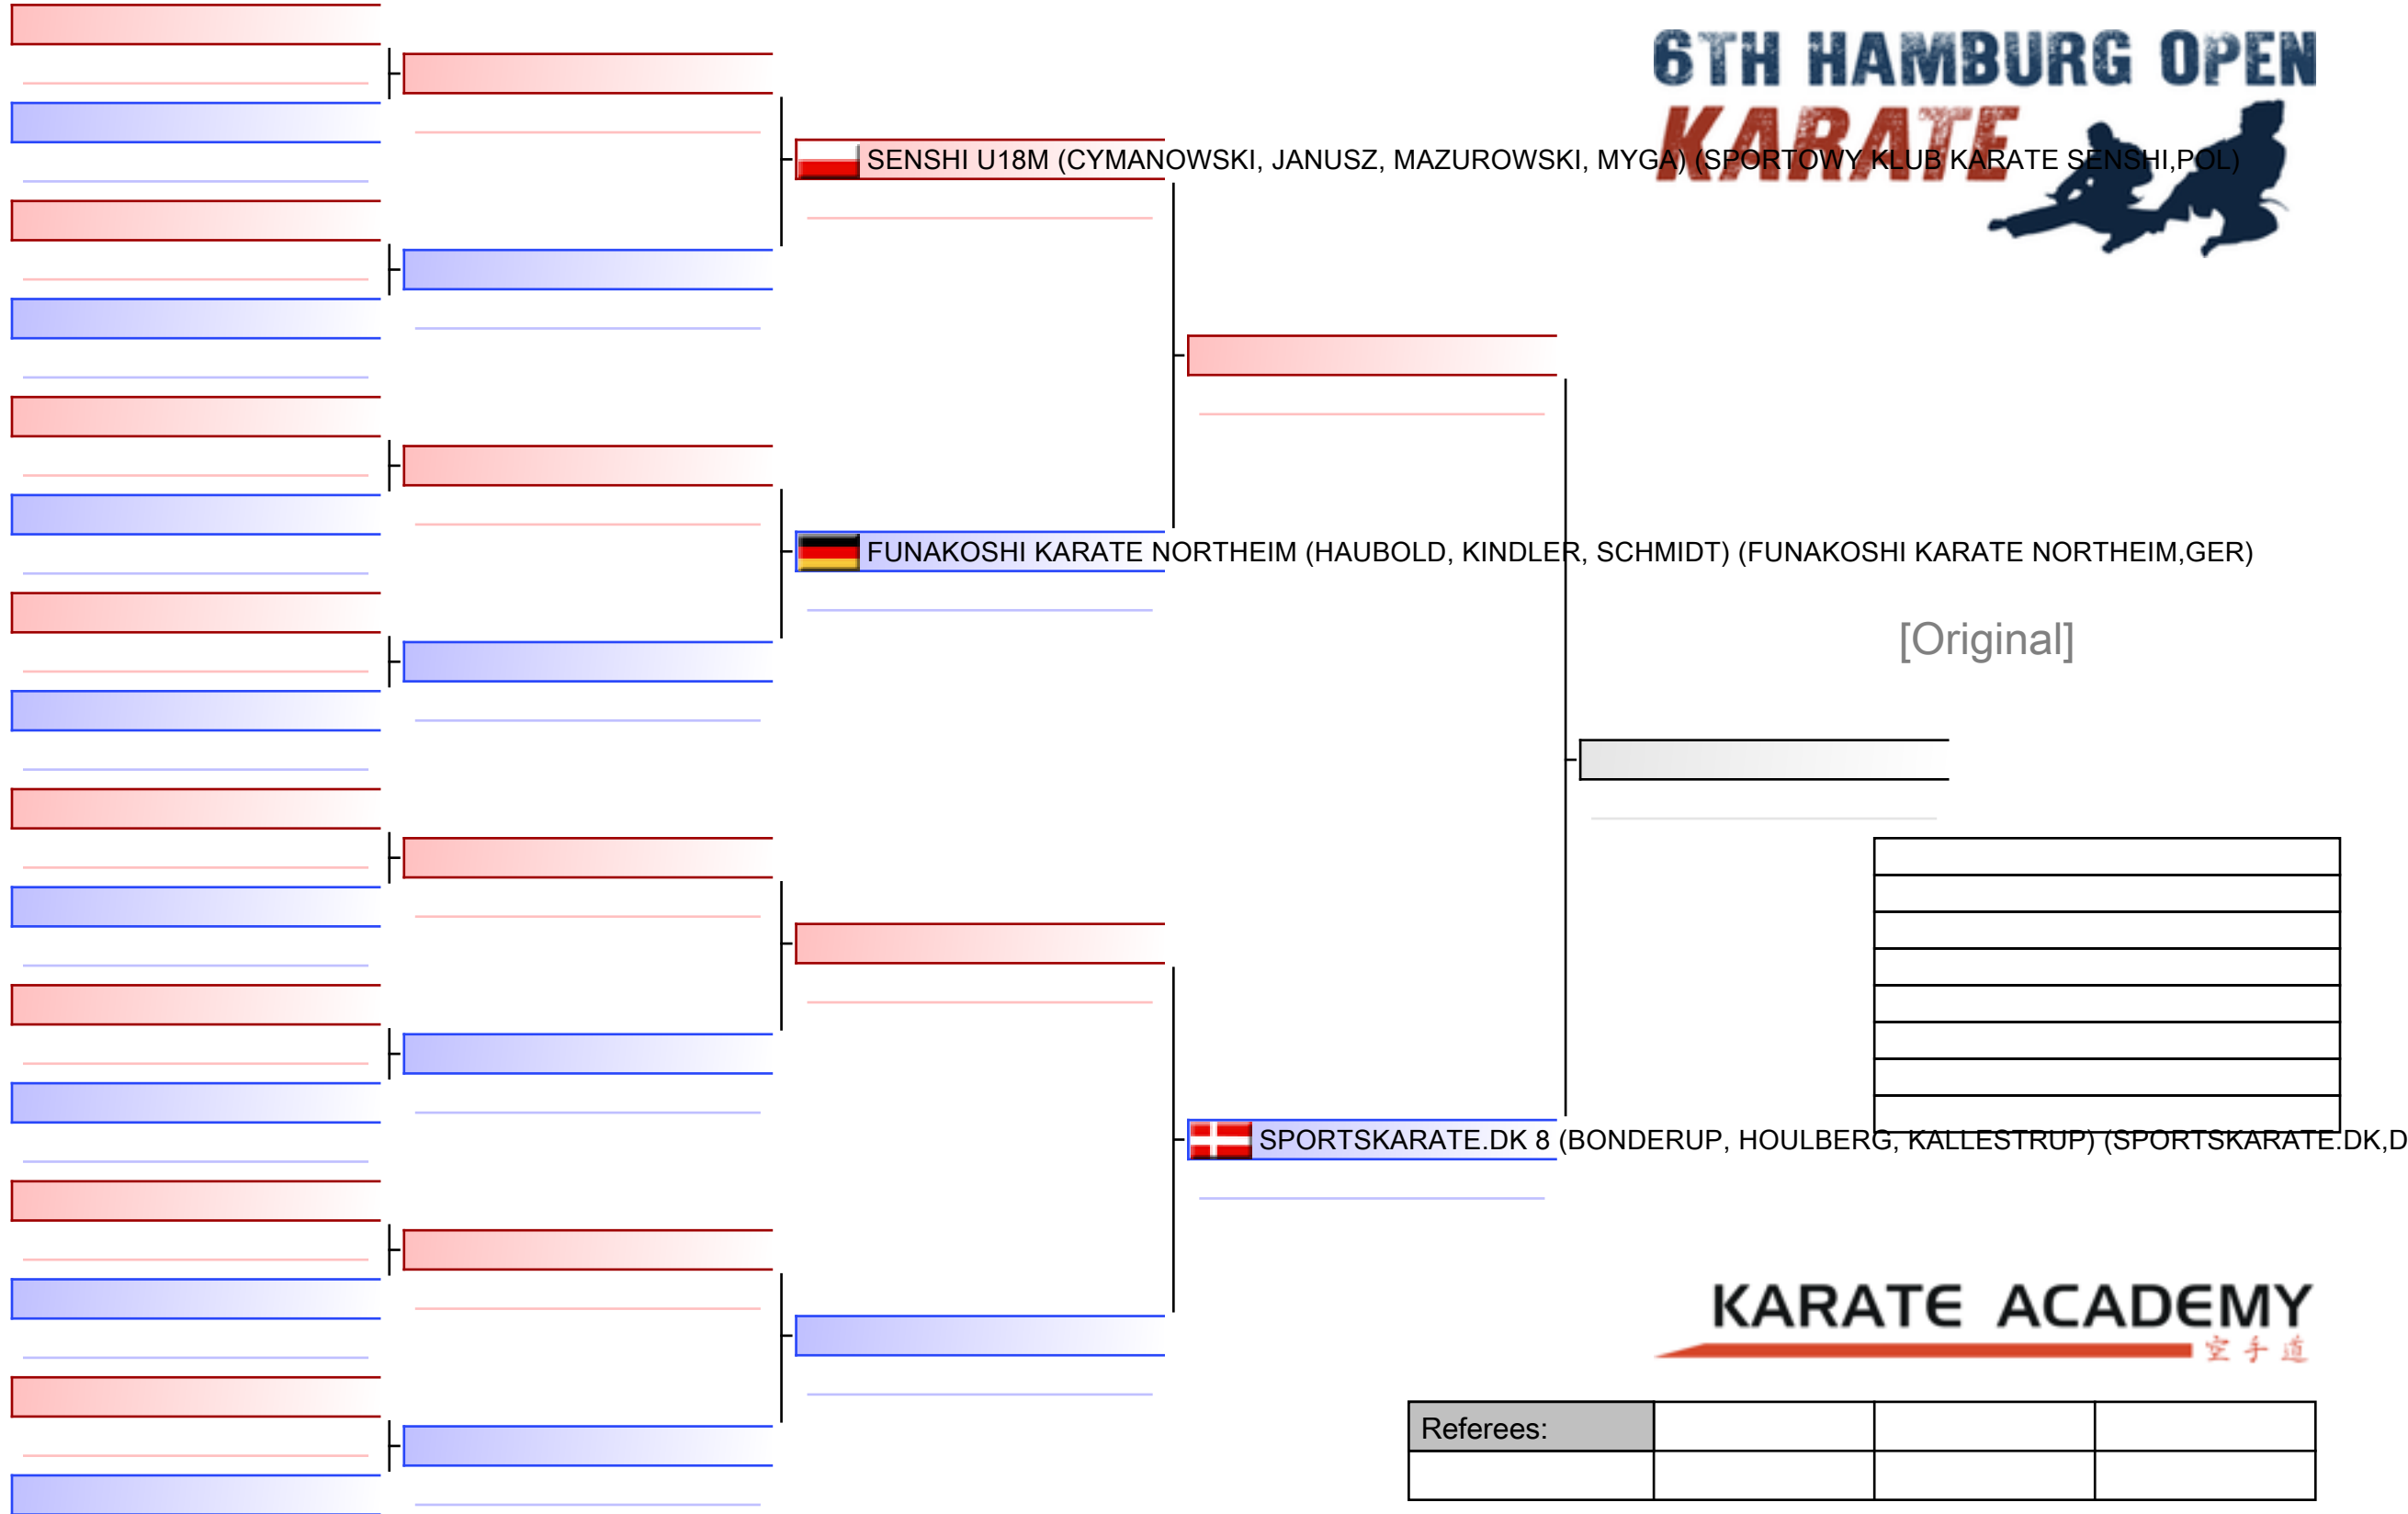 6TH HAMBURG OPEN
KARATE
SENSHI U18M (CYMANOWSKI, JANUSZ, MAZUROWSKI, MYGA) (SPORTOWY KLUB KARATE SENSHI,POL)
FUNAKOSHI KARATE NORTHEIM (HAUBOLD, KINDLER, SCHMIDT) (FUNAKOSHI KARATE NORTHEIM,GER)
[Original]
SPORTSKARATE.DK 8 (BONDERUP, HOULBERG, KALLESTRUP) (SPORTSKARATE.DK,D
KARATE ACADEMY
空手道
Referees: